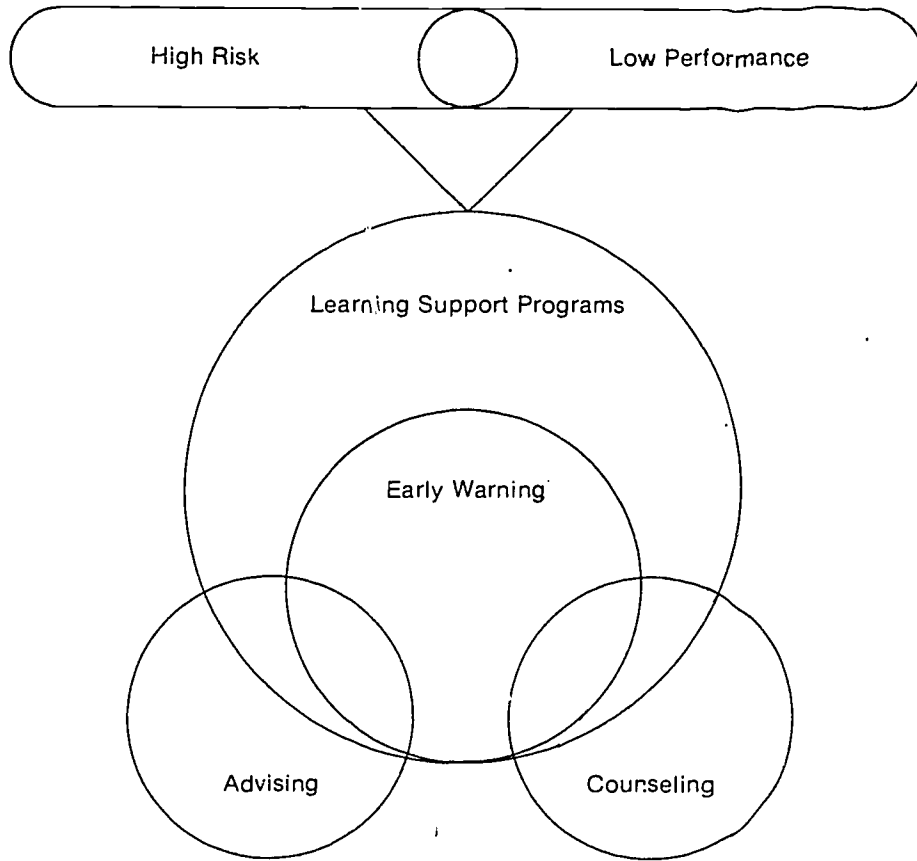 High Risk
Low Performance
Learning Support Programs
Early Warning
Advising
Counseling